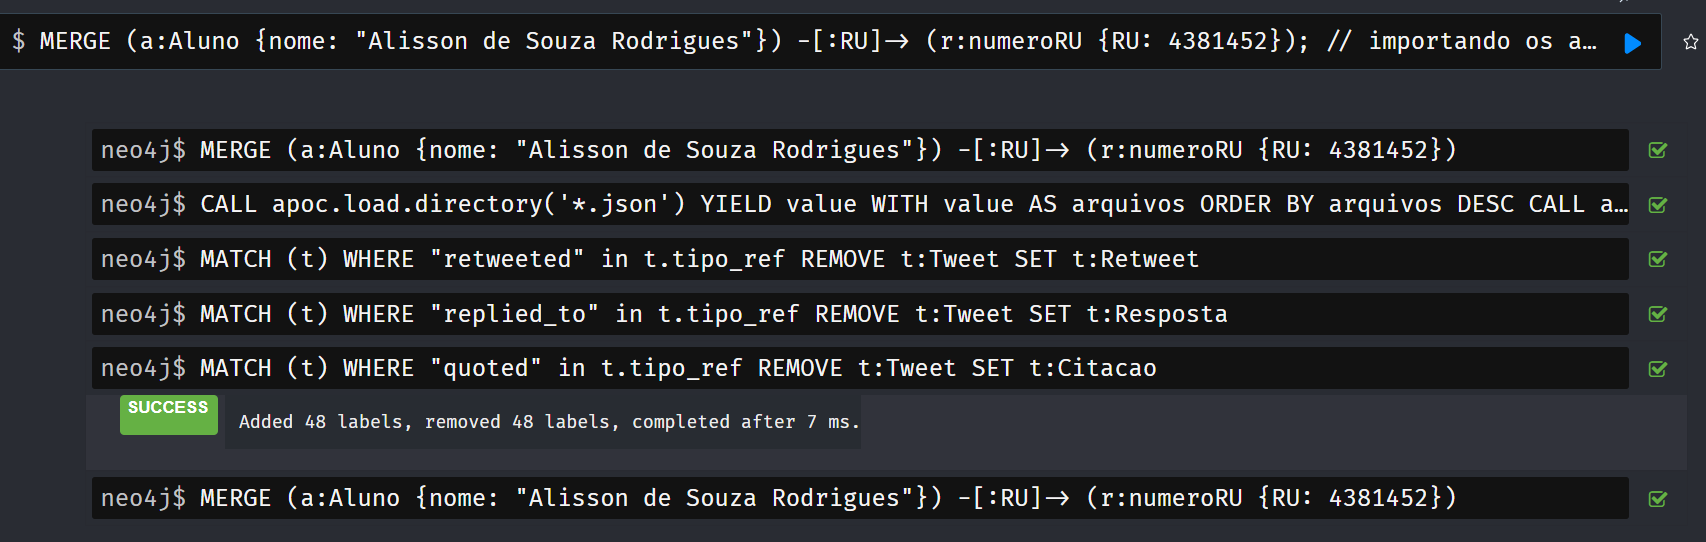 $ MERGE (a:Aluno {nome: "Alisson de Souza Rodrigues"}) -[:RU]-> (r:numeroRU {RU: 4381452}); // importando os a…
neo4j$ MERGE (a:Aluno {nome: "Alisson de Souza Rodrigues"}) -[:RU]-> (r:numeroRU {RU: 4381452})
neo4j$ CALL apoc.load.directory('*.json') YIELD value WITH value AS arquivos ORDER BY arquivos DESC CALL a…
neo4j$ MATCH (t) WHERE "retweeted" in t.tipo_ref REMOVE t:Tweet SET t:Retweet
neo4j$ MATCH (t) WHERE "replied_to" in t.tipo_ref REMOVE t:Tweet SET t:Resposta
neo4j$ MATCH (t) WHERE "quoted" in t.tipo_ref REMOVE t:Tweet SET t:Citacao
SUCCESS Added 48 labels, removed 48 labels, completed after 7 ms.
neo4j$ MERGE (a:Aluno {nome: "Alisson de Souza Rodrigues"}) -[:RU]-> (r:numeroRU {RU: 4381452})